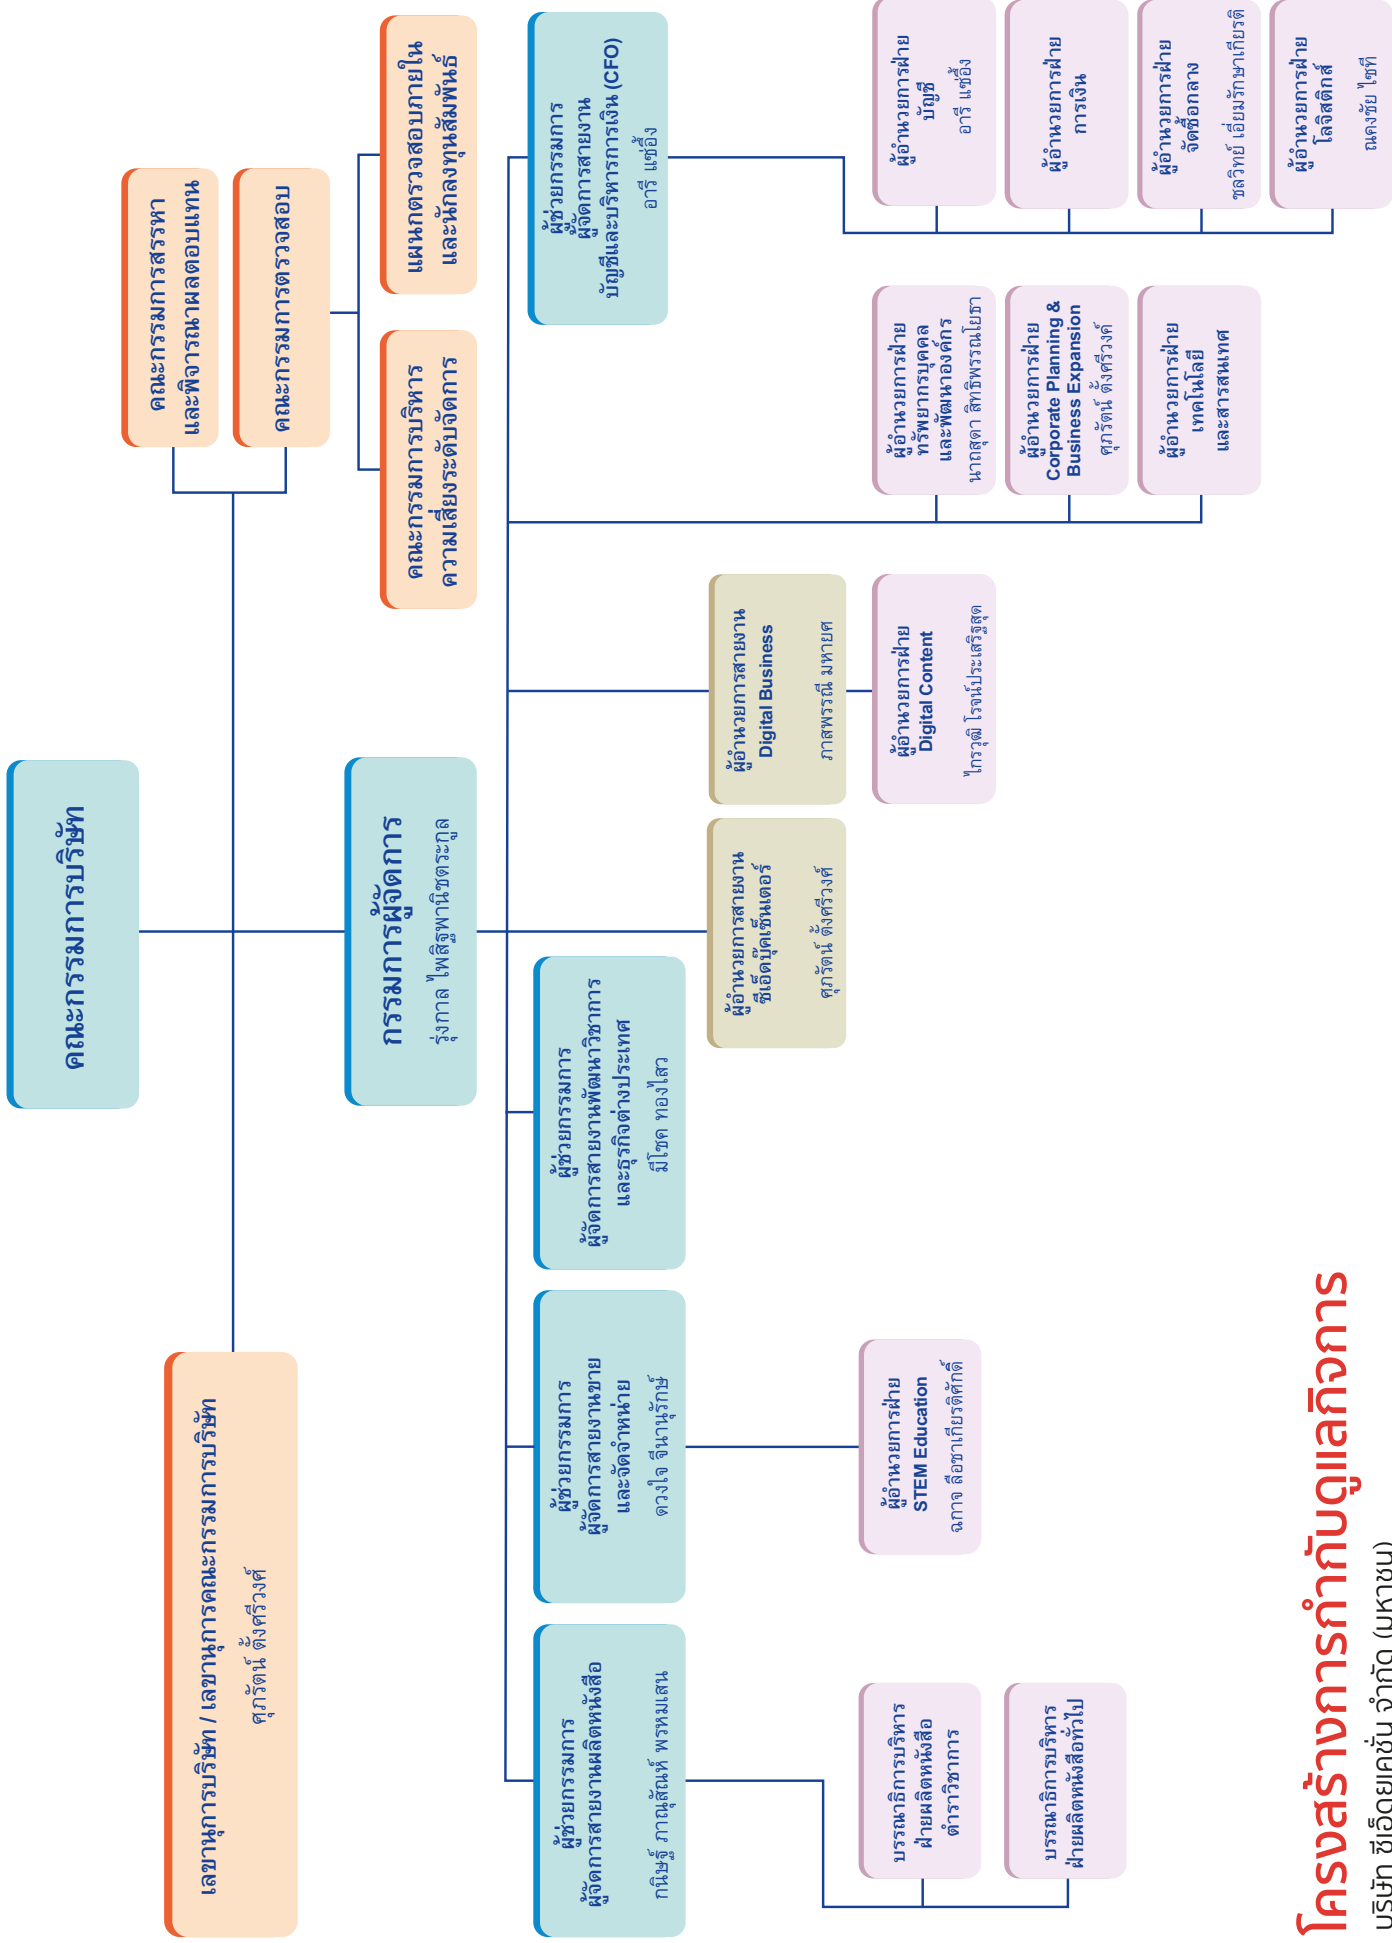 คณะกรรมการบริษัท
คณะกรรมการสรรหา
และพิจารณาผลตอบแทน
คณะกรรมการตรวจสอบ
เลขานุการบริษัท / เลขานุการคณะกรรมการบริษัท
ศุภรัตน์ ตั้งศรีวงศ์
คณะกรรมการบริหาร
ความเสี่ยงระดับจัดการ
แผนกตรวจสอบภายใน
และนักลงทุนสัมพันธ์
กรรมการผู้จัดการ
รุ่งกาล ไพสิฐพานิชตระกูล
ผู้ช่วยกรรมการ
ผู้จัดการสายงานผลิตหนังสือ
กนิษฐ์ ภาณุสัณห์ พรหมเสน
ผู้ช่วยกรรมการ
ผู้จัดการสายงานขาย
และจัดจำหน่าย
ดวงใจ จีนานุรักษ์
ผู้ช่วยกรรมการ
ผู้จัดการสายงานพัฒนาวิชาการ
และธุรกิจต่างประเทศ
มีโชค ทองไสว
ผู้ช่วยกรรมการ
ผู้จัดการสายงาน
บัญชีและบริหารการเงิน (CFO)
อารี แซ่อึ้ง
ผู้อำนวยการสายงาน
ซีเอ็ดบุ๊คเซ็นเตอร์
ศุภรัตน์ ตั้งศรีวงศ์
ผู้อำนวยการสายงาน
Digital Business
ภาสพรรณี มหายศ
บรรณาธิการบริหาร
ฝ่ายผลิตหนังสือ
ตำราวิชาการ
บรรณาธิการบริหาร
ฝ่ายผลิตหนังสือทั่วไป
ผู้อำนวยการฝ่าย
STEM Education
ฉกาจ ลือชาเกียรติศักดิ์
ผู้อำนวยการฝ่าย
Digital Content
ไกรวุฒิ โรจน์ประเสริฐสุด
ผู้อำนวยการฝ่าย
ทรัพยากรบุคคล
และพัฒนาองค์กร
นาถสุดา สิทธิพรรณโยธา
ผู้อำนวยการฝ่าย
Corporate Planning &
Business Expansion
ศุภรัตน์ ตั้งศรีวงศ์
ผู้อำนวยการฝ่าย
เทคโนโลยี
และสารสนเทศ
ผู้อำนวยการฝ่าย
บัญชี
อารี แซ่อึ้ง
ผู้อำนวยการฝ่าย
การเงิน
ผู้อำนวยการฝ่าย
จัดซื้อกลาง
ชลวิทย์ เอี่ยมรักษาเกียรติ
ผู้อำนวยการฝ่าย
โลจิสติกส์
ณคงชัย ไชที
โครงสร้างการกำกับดูแลกิจการ
บริษัท ซีเอ็ดยูเคชั่น จำกัด (มหาชน)